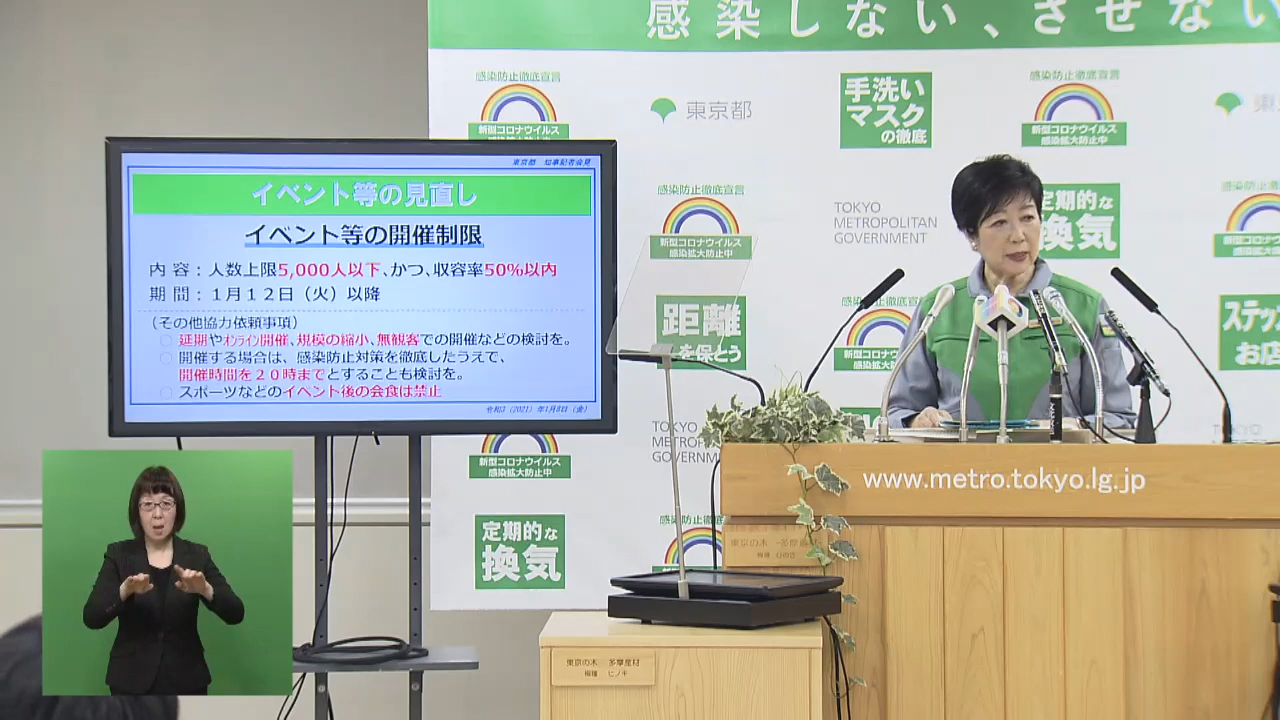 感染しない、させない
感染防止徹底宣言
新型コロナウイルス
東京都
手洗い
マスク
の徹底
感染防止徹底宣言
新型コロナウイルス
感染拡大防止中
感染防止徹底宣言
新型コロナウイルス
感染拡大防止中
TOKYO
METROPOLITAN
GOVERNMENT
定期的な
換気
距離
を保とう
ステッ
お店
新型コロナウイルス
感染拡大防止中
TOKYO
METROP
GOVERNM
新型コロナウイルス
感染拡大防止中
定期的な
換気
東京都 知事記者会見
イベント等の見直し
イベント等の開催制限
内容：人数上限5,000人以下、かつ、収容率50％以内
期間：１月１２日（火）以降
（その他協力依頼事項）
○ 延期やオンライン開催、規模の縮小、無観客での開催などの検討を。
○ 開催する場合は、感染防止対策を徹底したうえで、
開催時間を２０時までとすることも検討を。
○ スポーツなどのイベント後の会食は禁止
令和3（2021）年1月8日（金）
www.metro.tokyo.lg.jp
東京の木 多摩産材
樹種 ヒノキ